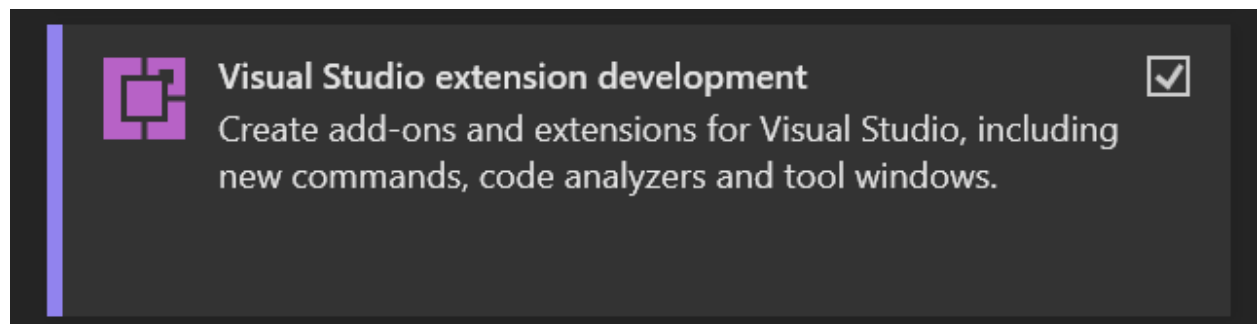 Visual Studio extension development
Create add-ons and extensions for Visual Studio, including
new commands, code analyzers and tool windows.